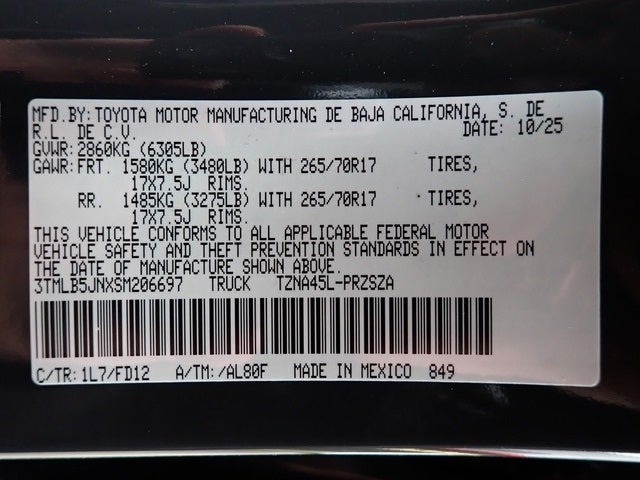 MFD.BY: TOYOTA MOTOR MANUFACTURING DE BAJA CALIFORNIA, S. DE
R.L. DE C.V. DATE: 10/25
GVWR: 2860KG (6305LB)
GAWR: FRT. 1580KG (3480LB) WITH 265/70R17 TIRES,
17X7.5J RIMS.
RR. 1485KG (3275LB) WITH 265/70R17 TIRES,
17X7.5J RIMS.
THIS VEHICLE CONFORMS TO ALL APPLICABLE FEDERAL MOTOR
VEHICLE SAFETY AND THEFT PREVENTION STANDARDS IN EFFECT ON
THE DATE OF MANUFACTURE SHOWN ABOVE.
3TMLB5JNXSM206697 TRUCK TZNA45L-PRZSZA
C/TR: 1L7/FD12 A/TM: /AL80F MADE IN MEXICO 849